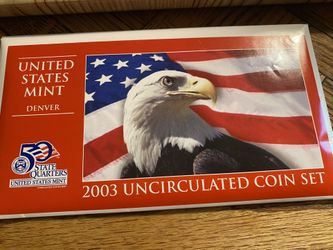 UNITED
STATES
MINT
DENVER
50
STATE
QUARTERS
UNITED STATES MINT
2003 UNCIRCULATED COIN SET